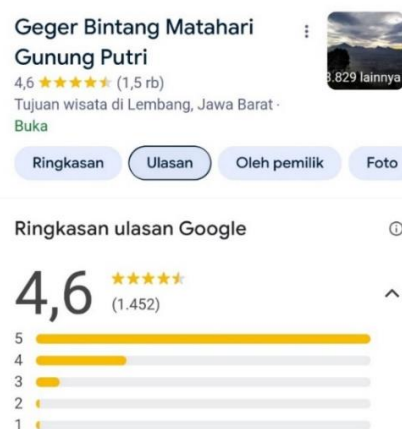 Geger Bintang Matahari
Gunung Putri
4,6 ★★★★★ (1,5 rb)
3.829 lainnya
Tujuan wisata di Lembang, Jawa Barat ·
Buka
Ringkasan Ulasan Oleh pemilik Foto
Ringkasan ulasan Google
4,6
(1.452)
5
4
3
2
1